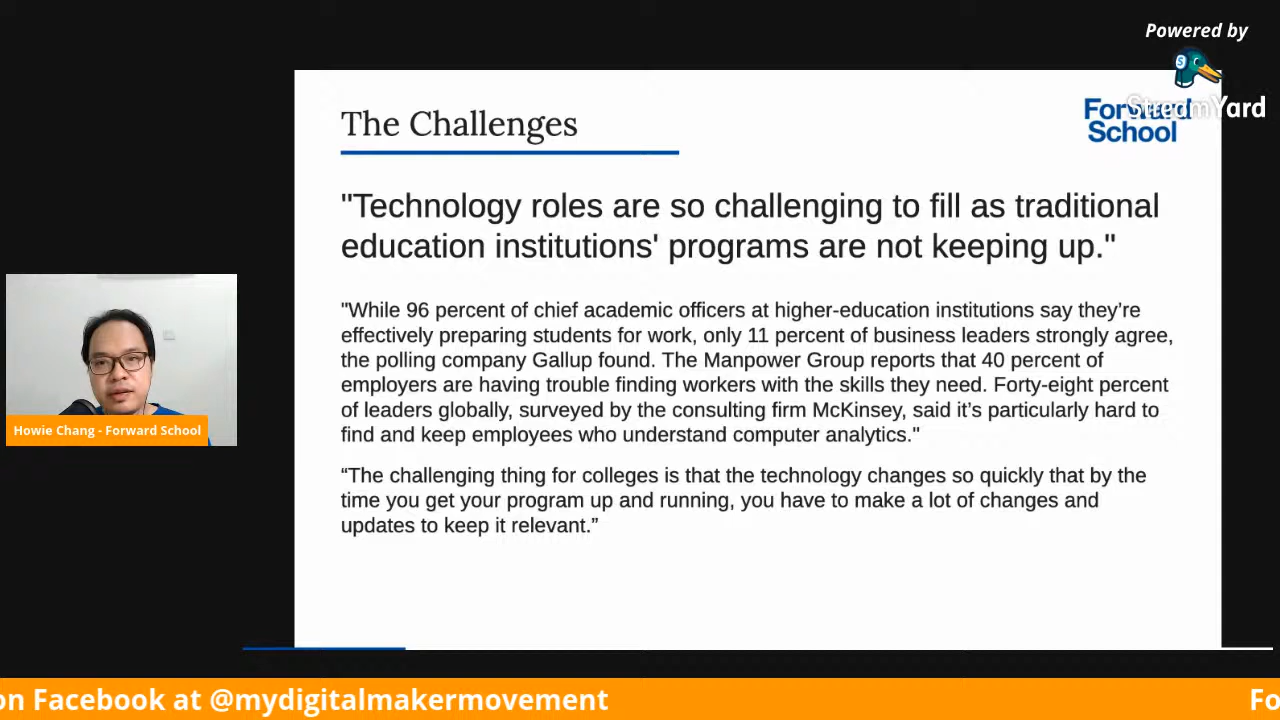 Powered by
StreamYard
The Challenges
Forward
School
"Technology roles are so challenging to fill as traditional
education institutions' programs are not keeping up."
"While 96 percent of chief academic officers at higher-education institutions say they’re
effectively preparing students for work, only 11 percent of business leaders strongly agree,
the polling company Gallup found. The Manpower Group reports that 40 percent of
employers are having trouble finding workers with the skills they need. Forty-eight percent
of leaders globally, surveyed by the consulting firm McKinsey, said it’s particularly hard to
find and keep employees who understand computer analytics."
“The challenging thing for colleges is that the technology changes so quickly that by the
time you get your program up and running, you have to make a lot of changes and
updates to keep it relevant.”
Howie Chang - Forward School
on Facebook at @mydigitalmakermovement
Fo